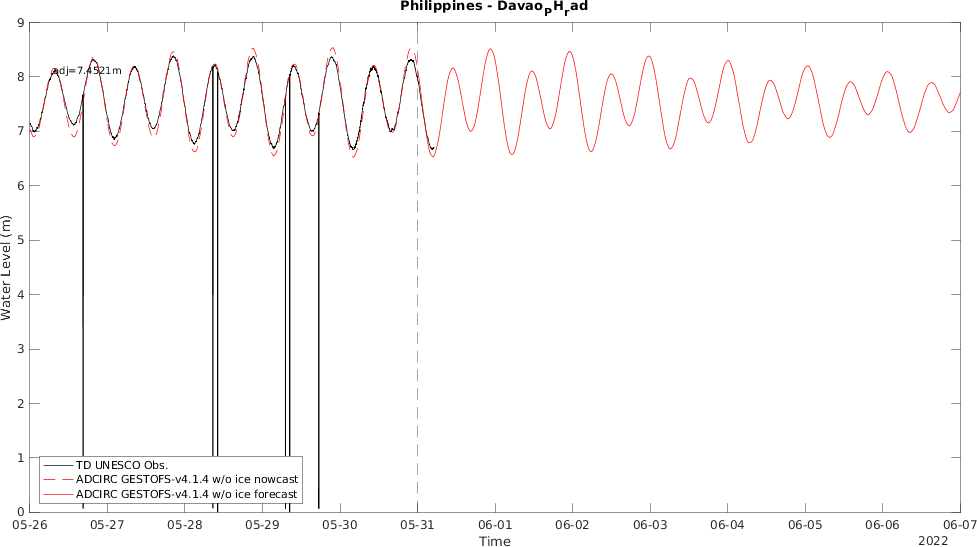 Philippines - DavaopHrad
9
8
7
6
5
4
3
2
1
0
Water Level (m)
adj=7.4521m
TD UNESCO Obs.
ADCIRC GESTOFS-v4.1.4 w/o ice nowcast
ADCIRC GESTOFS-v4.1.4 w/o ice forecast
05-26 05-27 05-28 05-29 05-30 05-31 06-01 06-02 06-03 06-04 06-05 06-06 06-07
Time
2022